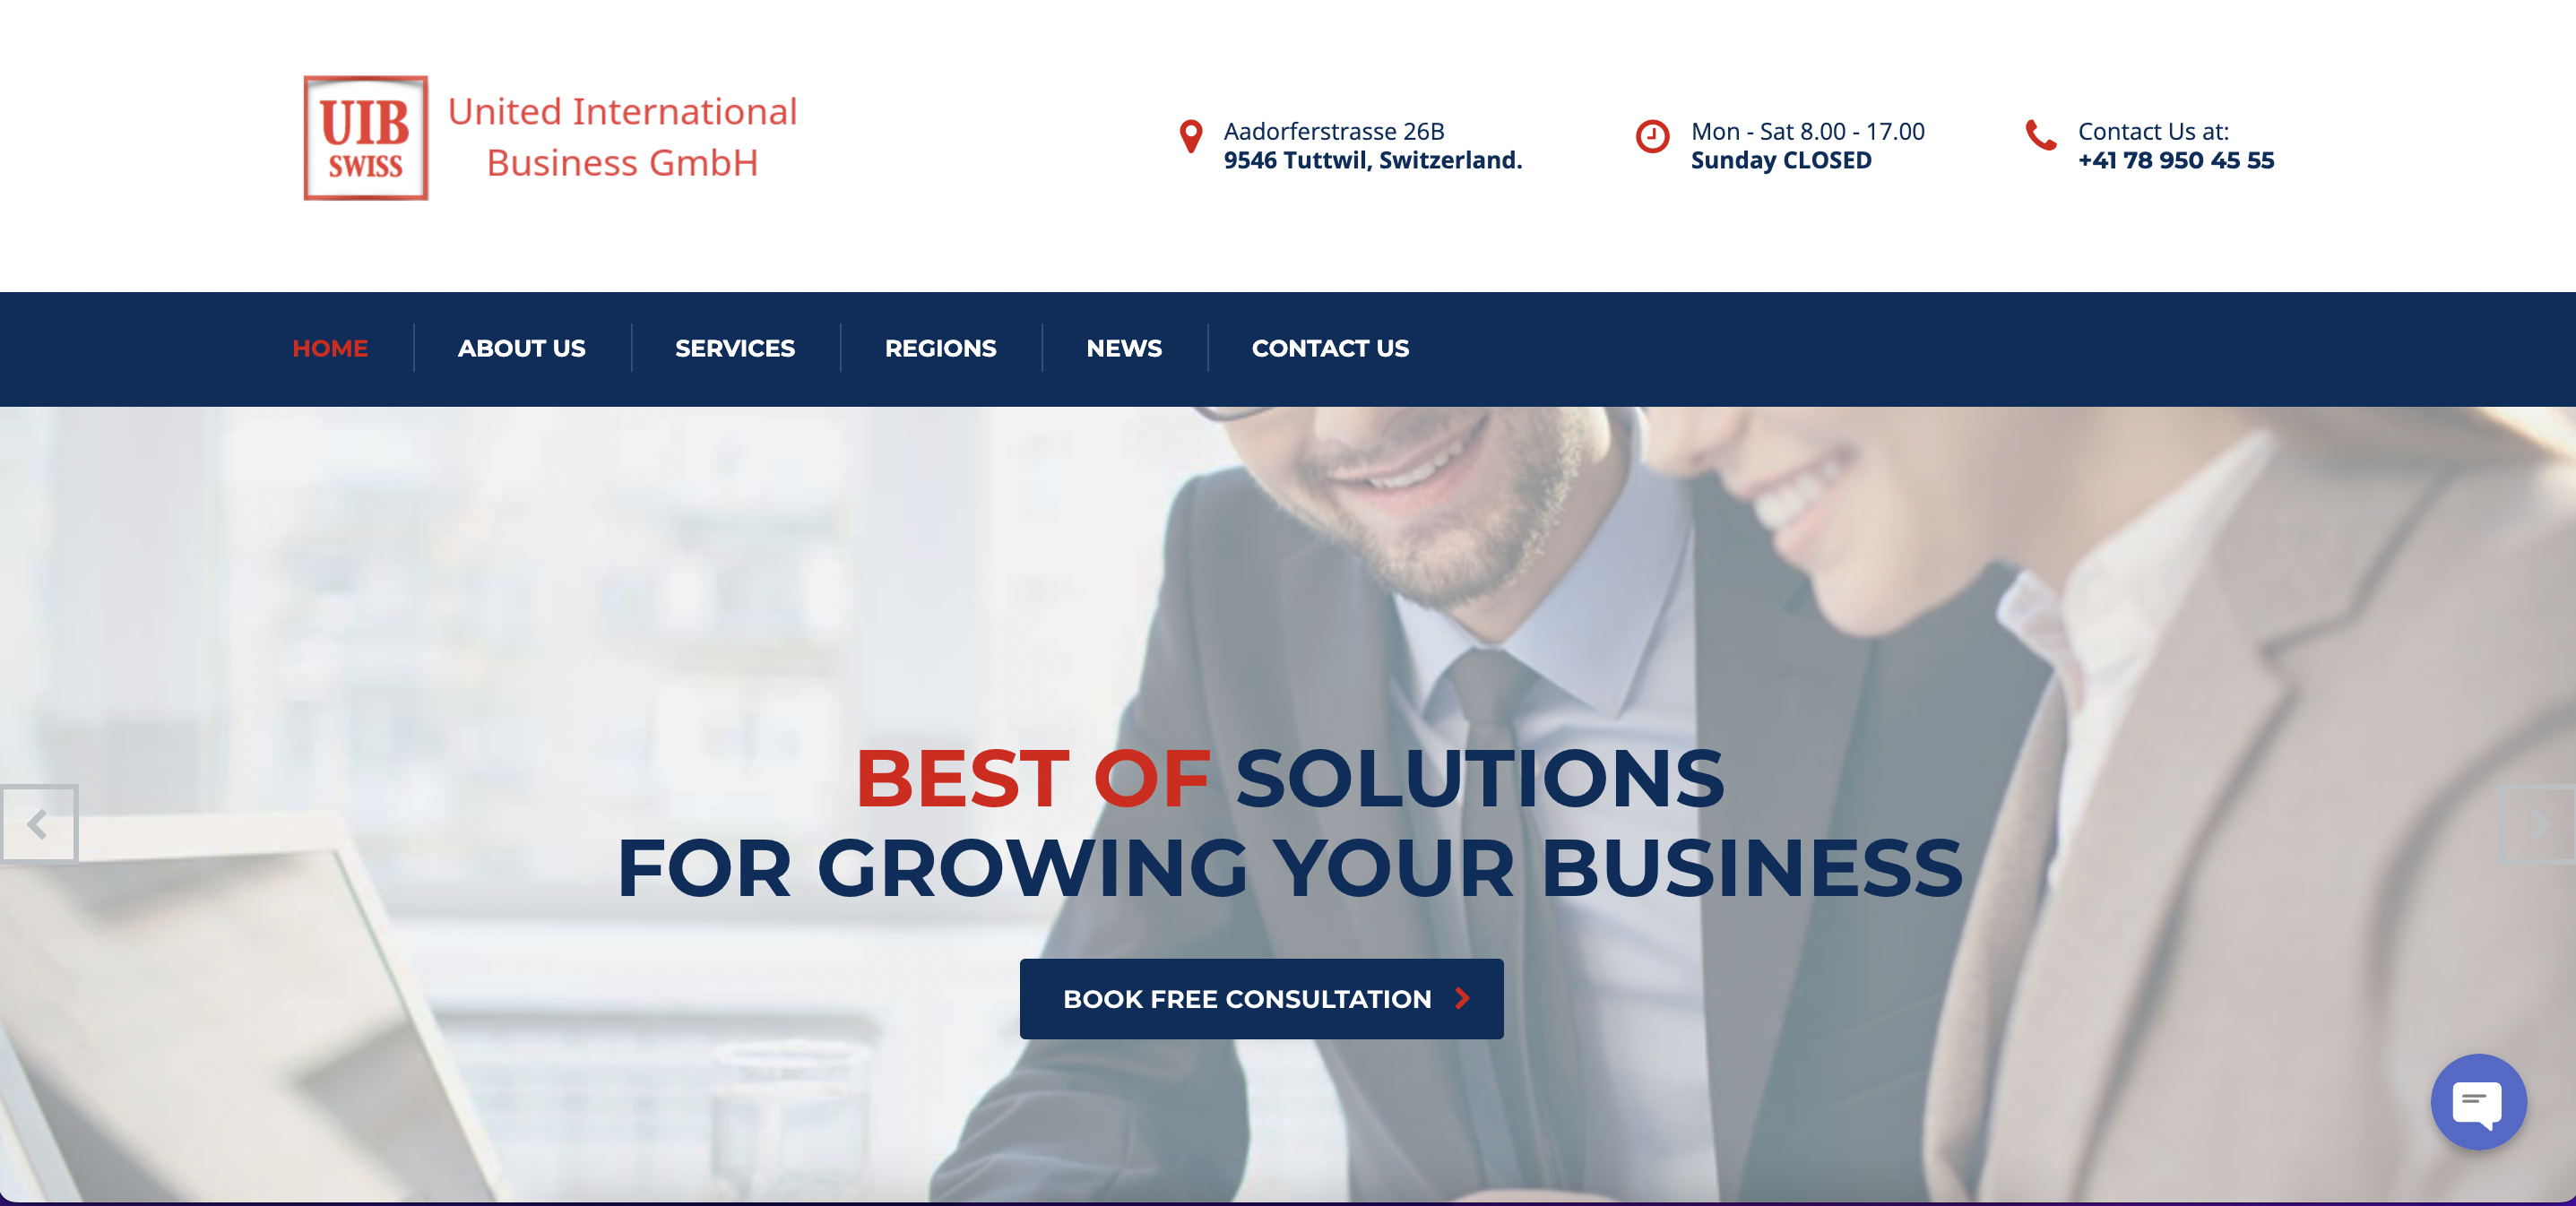 UIB
SWISS
United International
Business GmbH
Aadorferstrasse 26B
9546 Tuttwil, Switzerland.
Mon - Sat 8.00 - 17.00
Sunday CLOSED
Contact Us at:
+41 78 950 45 55
HOME
ABOUT US
SERVICES
REGIONS
NEWS
CONTACT US
BEST OF SOLUTIONS
FOR GROWING YOUR BUSINESS
BOOK FREE CONSULTATION